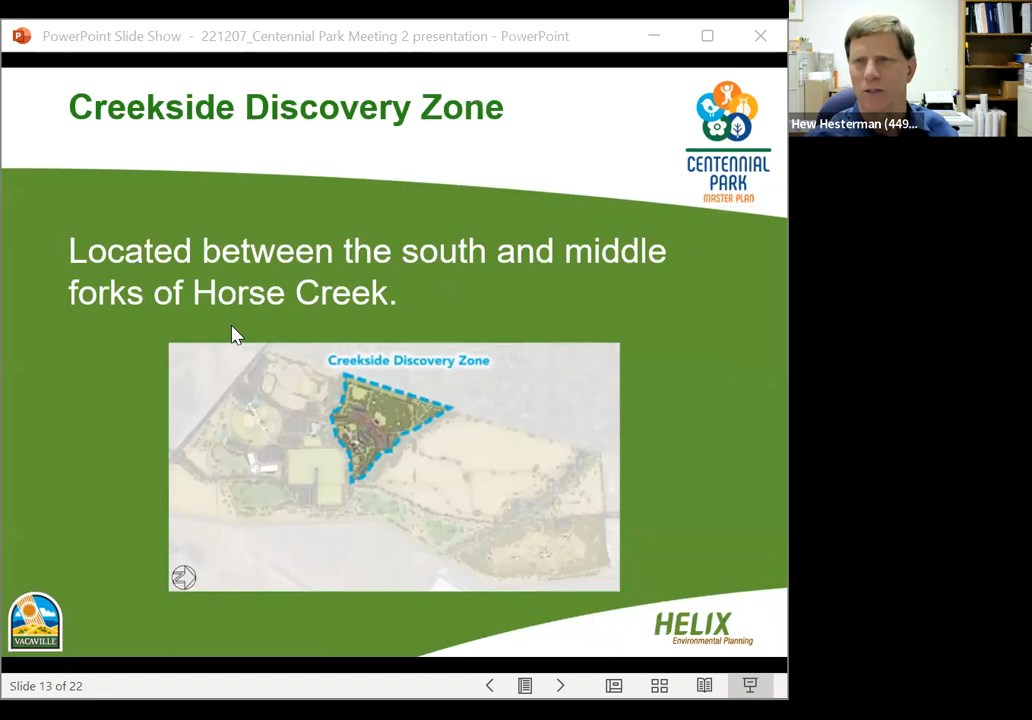 PowerPoint Slide Show - 221207_Centennial Park Meeting 2 presentation - PowerPoint
Hew Hesterman (449...
Creekside Discovery Zone
CENTENNIAL
PARK
MASTER PLAN
Located between the south and middle
forks of Horse Creek.
Creekside Discovery Zone
Z
VACAVILLE
HELIX
Environmental Planning
Slide 13 of 22